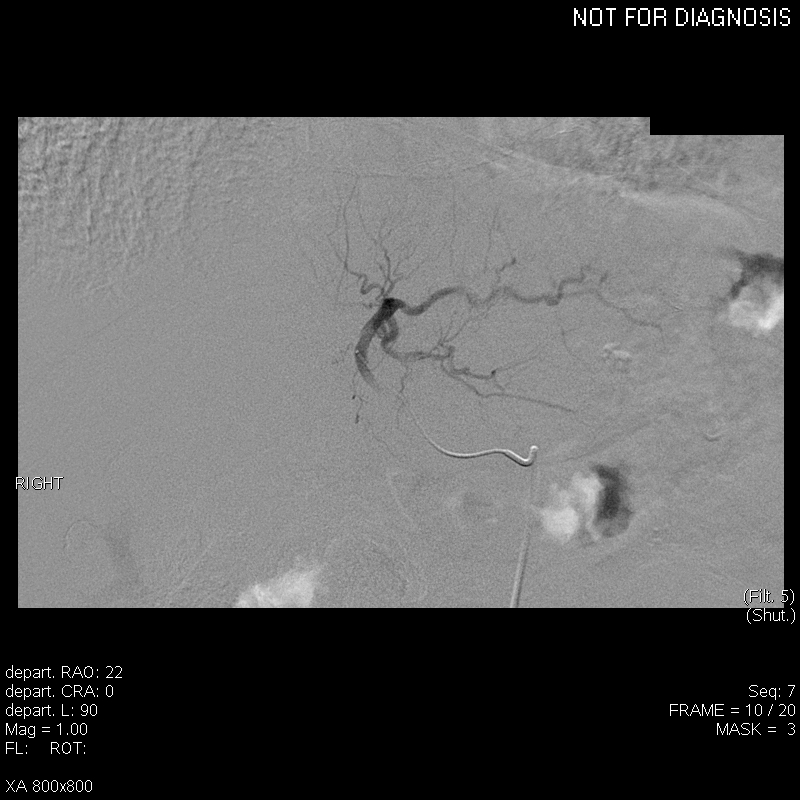 NOT FOR DIAGNOSIS
RIGHT
(Filt. 5)
(Shut.)
depart. RAO: 22
depart. CRA: 0
depart. L: 90
Mag = 1.00
FL: ROT:
XA 800x800
Seq: 7
FRAME = 10 / 20
MASK = 3